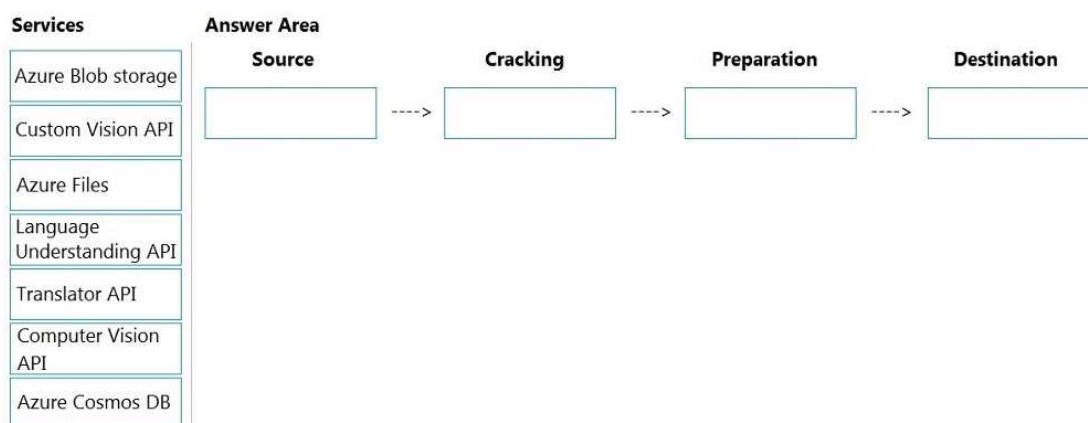 Services
Answer Area
Source
Cracking
Preparation
Destination
Azure Blob storage
Custom Vision API
Azure Files
Language
Understanding API
Translator API
Computer Vision
API
Azure Cosmos DB
---->
---->
---->